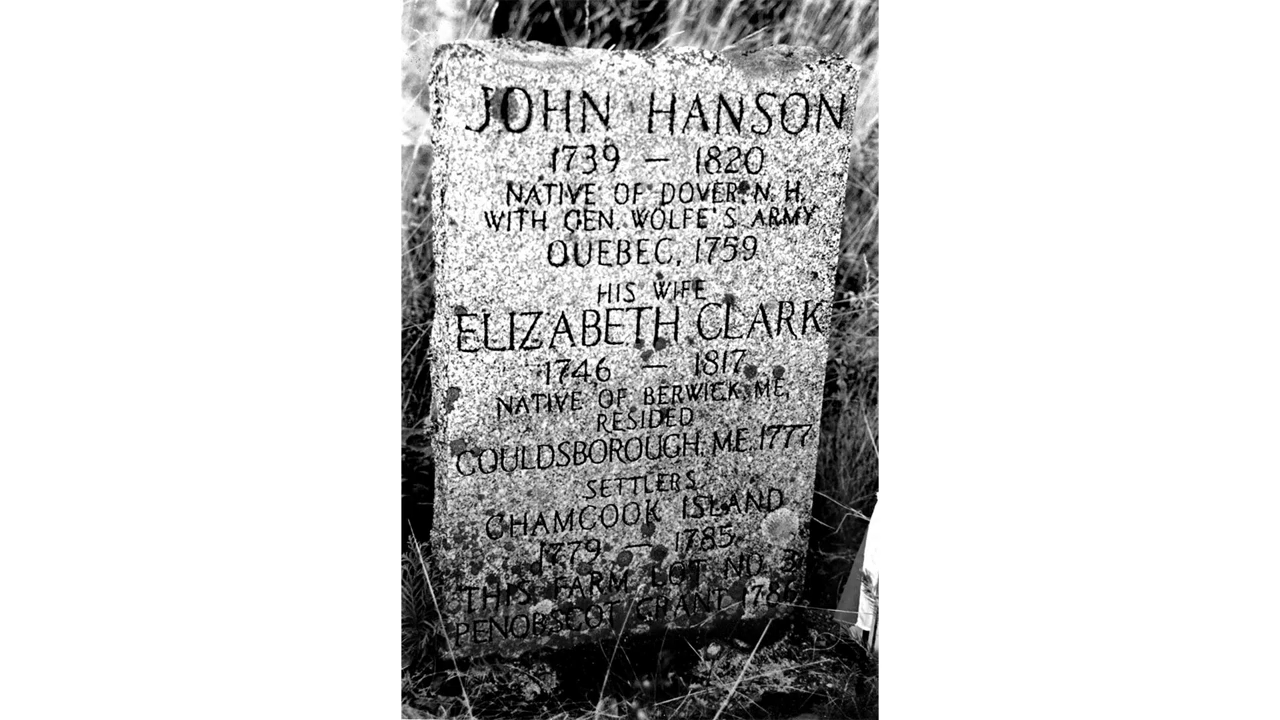 JOHN HANSON
1739 — 1820
NATIVE OF DOVER, N. H.
WITH GEN. WOLFE'S ARMY
QUEBEC, 1759
HIS WIFE
ELIZABETH CLARK
1746 — 1817
NATIVE OF BERWICK, ME,
RESIDED
GOULDSBOROUGH, ME, 1777
SETTLERS
CHAMCOOK ISLAND
1779 — 1785
THIS FARM LOT NO. 3
PENOBSCOT GRANT